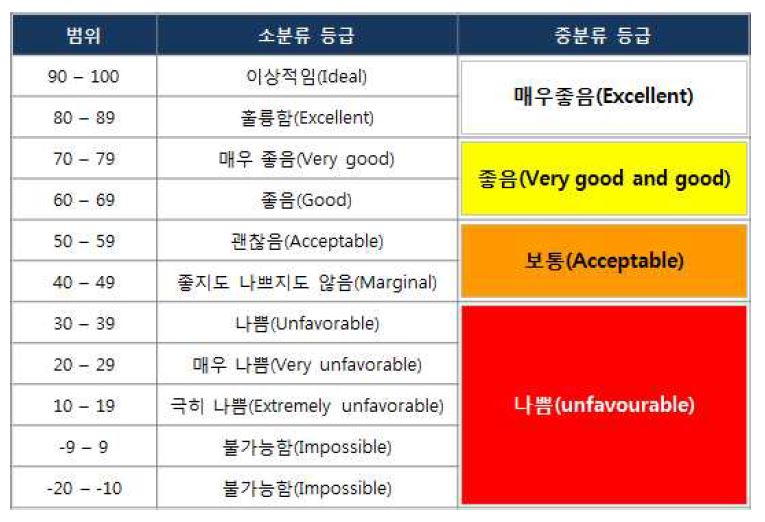 범위 소분류 등급 중분류 등급
90 – 100 이상적임(Ideal) 매우좋음(Excellent)
80 – 89 훌륭함(Excellent)
70 – 79 매우 좋음(Very good) 좋음(Very good and good)
60 – 69 좋음(Good)
50 – 59 괜찮음(Acceptable) 보통(Acceptable)
40 – 49 좋지도 나쁘지도 않음(Marginal)
30 – 39 나쁨(Unfavorable) 나쁨(unfavourable)
20 – 29 매우 나쁨(Very unfavorable)
10 – 19 극히 나쁨(Extremely unfavorable)
-9 – 9 불가능함(Impossible)
-20 – -10 불가능함(Impossible)